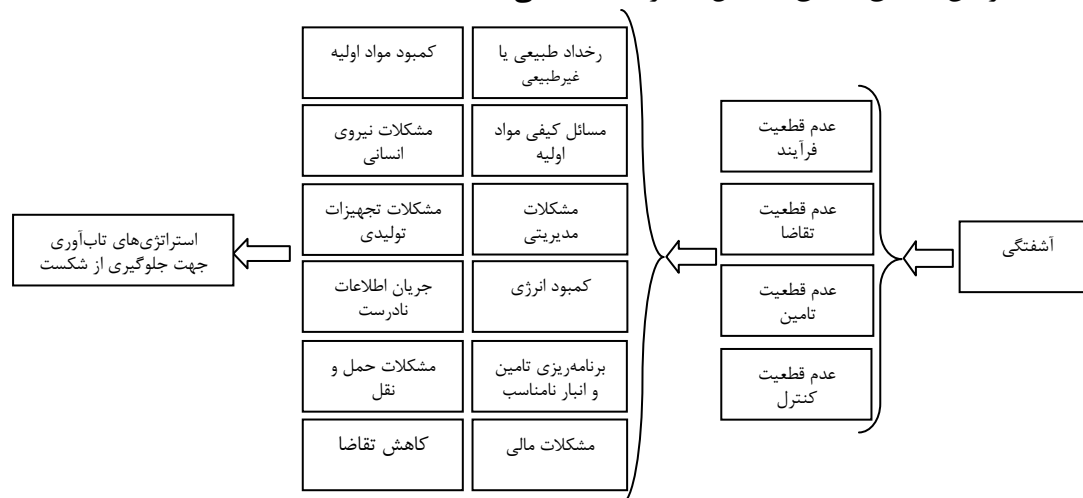 آشفتگی
عدم قطعیت
فرآیند
عدم قطعیت
تقاضا
عدم قطعیت
تامین
عدم قطعیت
کنترل
رخداد طبیعی یا
غیرطبیعی
مسائل کیفی مواد
اولیه
مشکلات
مدیریتی
کمبود انرژی
برنامه‌ریزی تامین
و انبار نامناسب
مشکلات مالی
کمبود مواد اولیه
مشکلات نیروی
انسانی
مشکلات تجهیزات
تولیدی
جریان اطلاعات
نادرست
مشکلات حمل و
نقل
کاهش تقاضا
استراتژی‌های تاب‌آوری
جهت جلوگیری از شکست